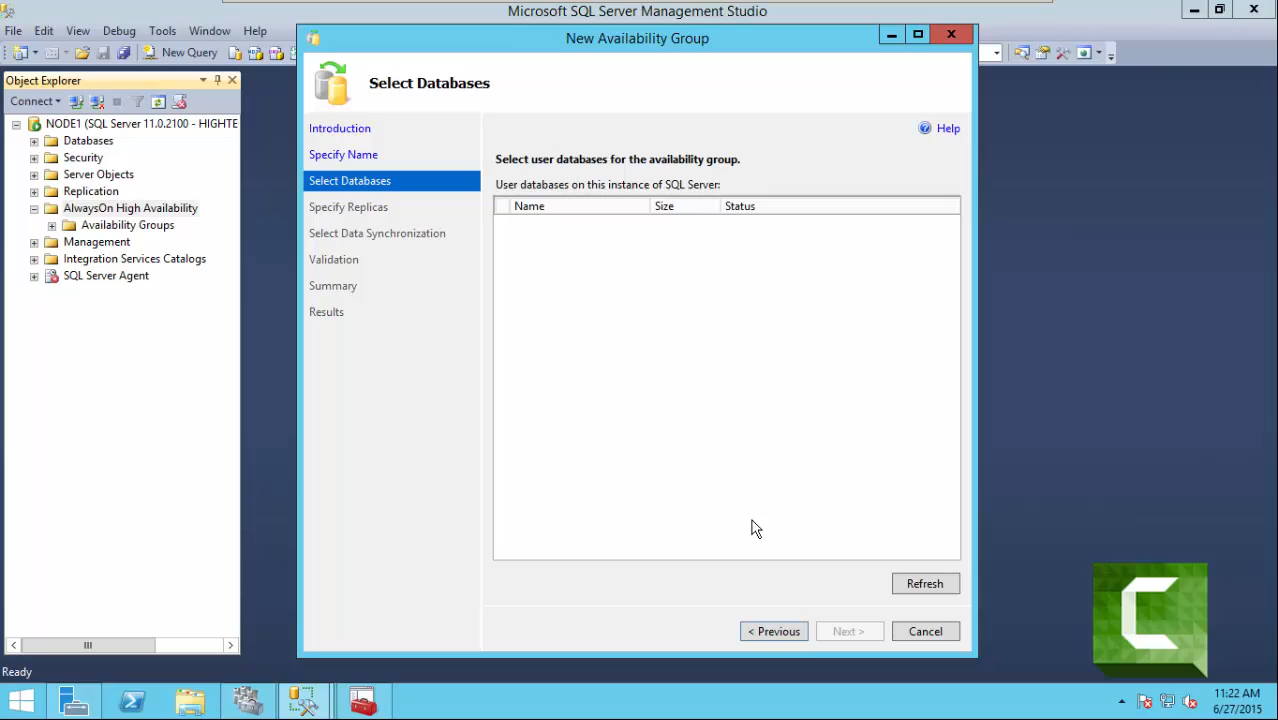 Microsoft SQL Server Management Studio
File Edit View Debug Tools Window Help
New Query
Object Explorer
Connect
NODE1 (SQL Server 11.0.2100 - HIGHTE
Databases
Security
Server Objects
Replication
AlwaysOn High Availability
Availability Groups
Management
Integration Services Catalogs
SQL Server Agent
Ready
New Availability Group
Select Databases
Introduction
Specify Name
Select Databases
Specify Replicas
Select Data Synchronization
Validation
Summary
Results
Help
Select user databases for the availability group.
User databases on this instance of SQL Server:
Name Size Status
Refresh
< Previous Next > Cancel
C
11:22 AM
6/27/2015